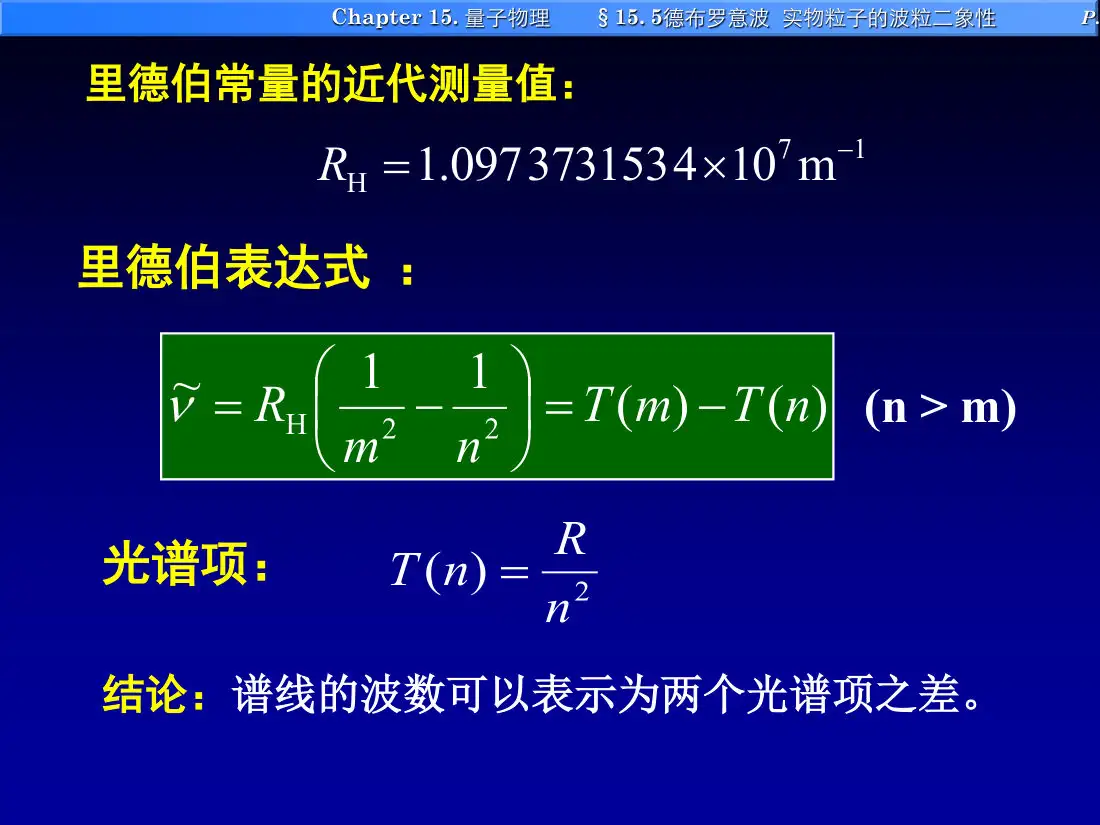 Chapter 15. 量子物理 §15.5德布罗意波 实物粒子的波粒二象性 P.
里德伯常量的近代测量值：
R_H = 1.0973731534×10^7 m^−1
里德伯表达式 ：
ṽ = R_H (1/m^2 − 1/n^2) = T(m) − T(n) (n > m)
光谱项： T(n) = R/n^2
结论：谱线的波数可以表示为两个光谱项之差。